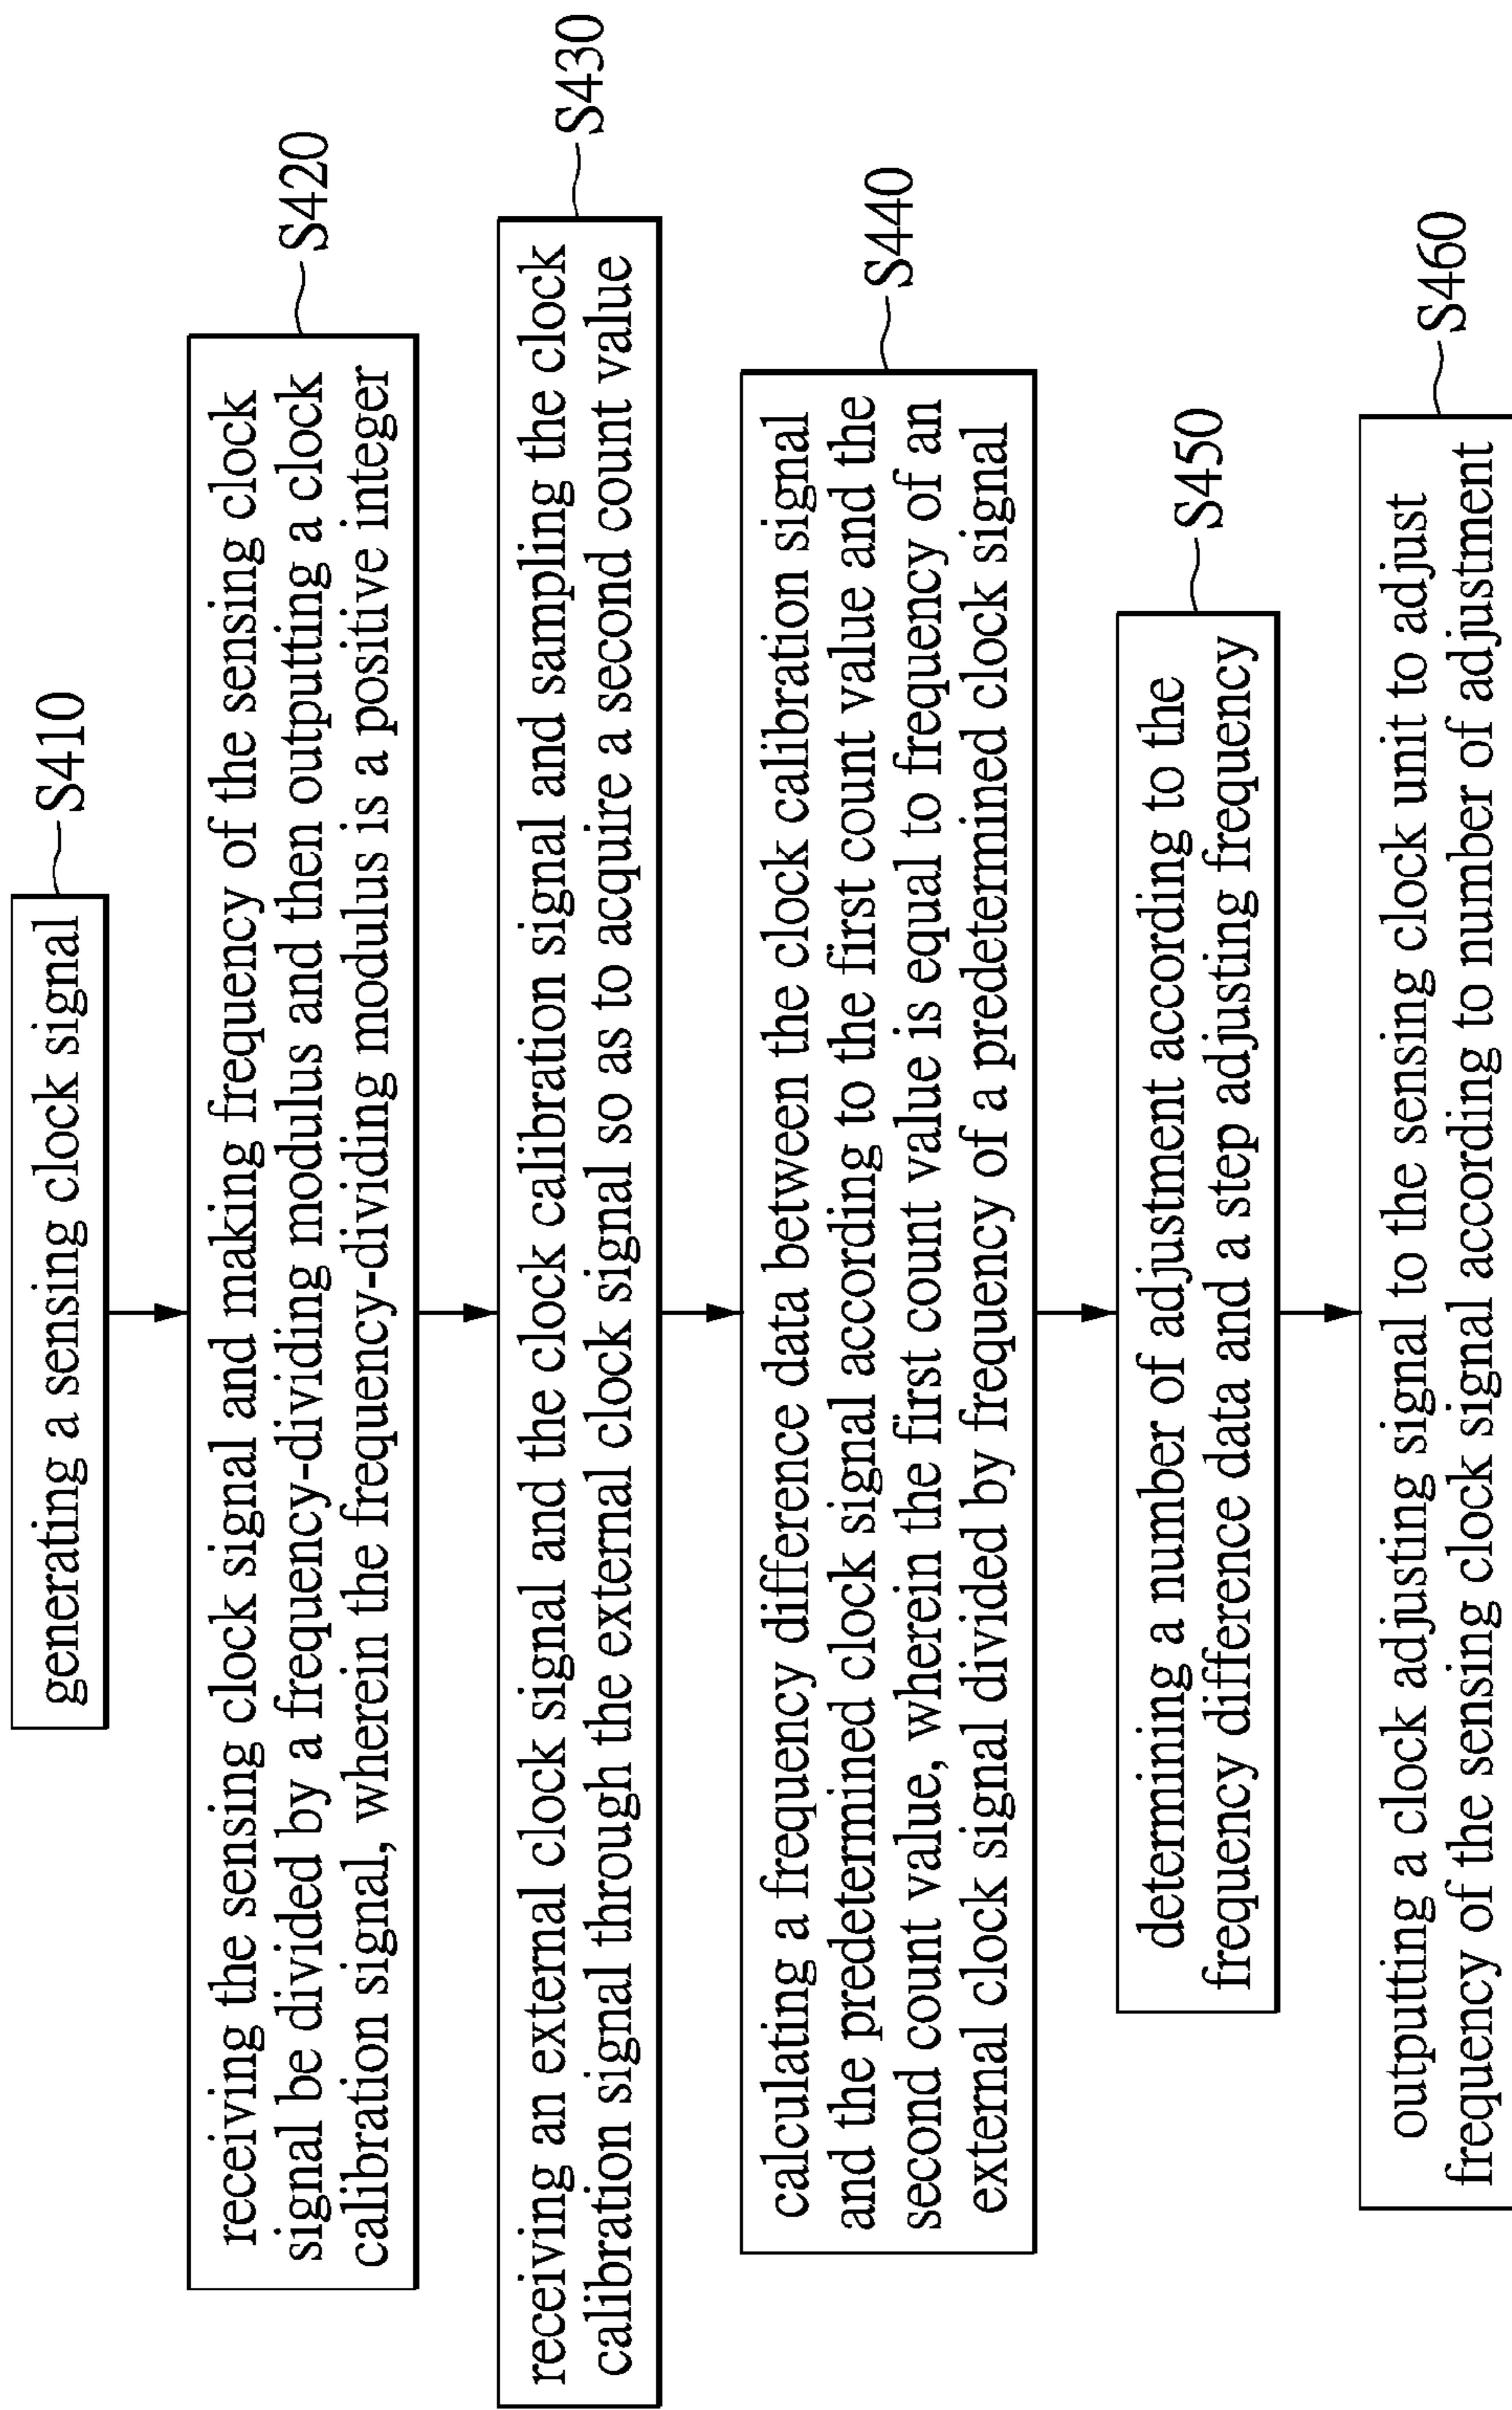 generating a sensing clock signal
S410
receiving the sensing clock signal and making frequency of the sensing clock
signal be divided by a frequency-dividing modulus and then outputting a clock
calibration signal, wherein the frequency-dividing modulus is a positive integer
S420
receiving an external clock signal and the clock calibration signal and sampling the clock
calibration signal through the external clock signal so as to acquire a second count value
S430
calculating a frequency difference data between the clock calibration signal
and the predetermined clock signal according to the first count value and the
second count value, wherein the first count value is equal to frequency of an
external clock signal divided by frequency of a predetermined clock signal
S440
determining a number of adjustment according to the
frequency difference data and a step adjusting frequency
S450
outputting a clock adjusting signal to the sensing clock unit to adjust
frequency of the sensing clock signal according to number of adjustment
S460